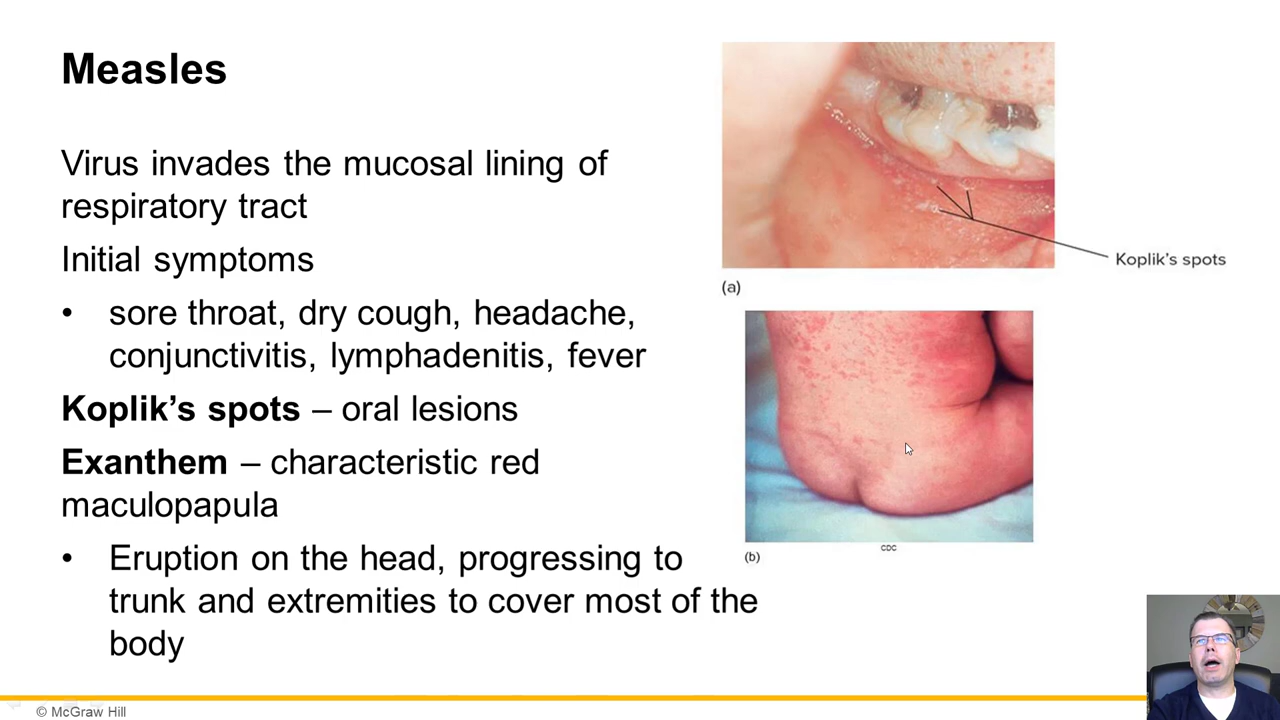 Measles
Virus invades the mucosal lining of
respiratory tract
Initial symptoms
• sore throat, dry cough, headache,
conjunctivitis, lymphadenitis, fever
Koplik’s spots – oral lesions
Exanthem – characteristic red
maculopapula
• Eruption on the head, progressing to
trunk and extremities to cover most of the
body
Koplik’s spots
(a)
CDC
(b)
© McGraw Hill